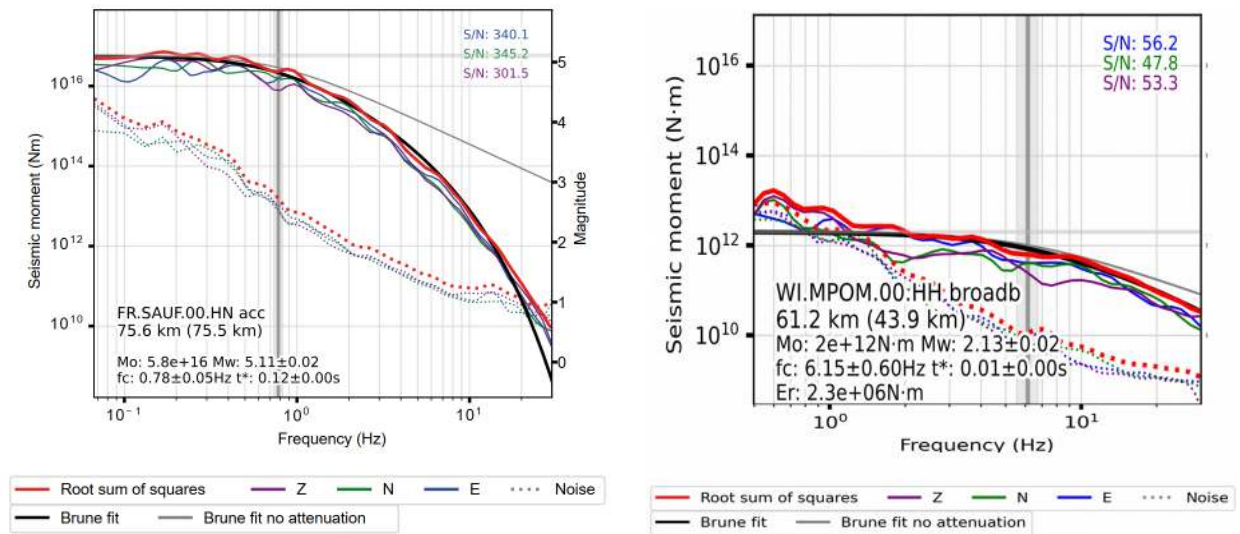 S/N: 340.1
S/N: 345.2
S/N: 301.5
10^16
10^14
10^12
10^10
Seismic moment (Nm)
5
4
3
2
1
0
Magnitude
FR.SAUF.00.HN acc
75.6 km (75.5 km)
Mo: 5.8e+16 Mw: 5.11±0.02
fc: 0.78±0.05Hz t*: 0.12±0.00s
10^-1
10^0
10^1
Frequency (Hz)
Root sum of squares Z N E Noise
Brune fit Brune fit no attenuation
S/N: 56.2
S/N: 47.8
S/N: 53.3
10^16
10^14
10^12
10^10
Seismic moment (N·m)
WI.MPOM.00.HH broadb
61.2 km (43.9 km)
Mo: 2e+12N·m Mw: 2.13±0.02
fc: 6.15±0.60Hz t*: 0.01±0.00s
Er: 2.3e+06N·m
10^0
10^1
Frequency (Hz)
Root sum of squares Z N E Noise
Brune fit Brune fit no attenuation